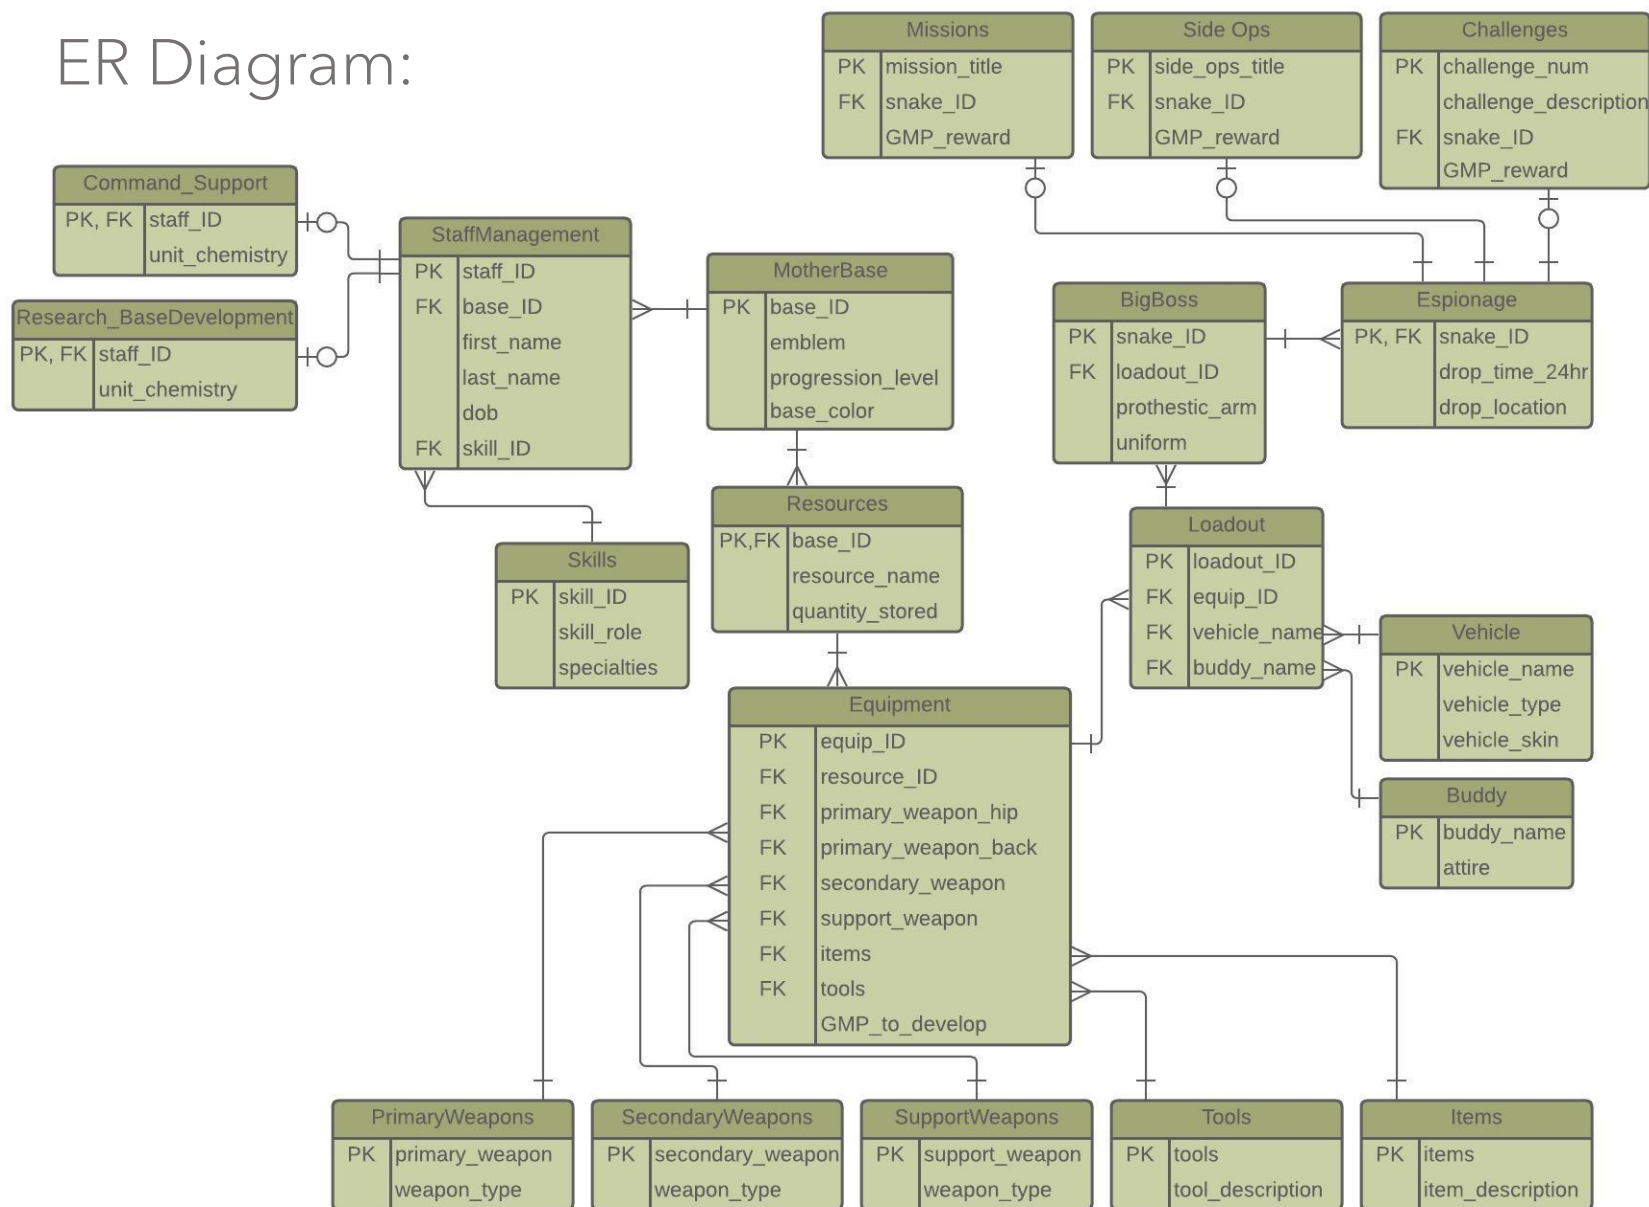 ER Diagram:
Missions
PK mission_title
FK snake_ID
GMP_reward
Side Ops
PK side_ops_title
FK snake_ID
GMP_reward
Challenges
PK challenge_num
challenge_description
FK snake_ID
GMP_reward
Command_Support
PK, FK staff_ID
unit_chemistry
Research_BaseDevelopment
PK, FK staff_ID
unit_chemistry
StaffManagement
PK staff_ID
FK base_ID
first_name
last_name
dob
FK skill_ID
MotherBase
PK base_ID
emblem
progression_level
base_color
BigBoss
PK snake_ID
FK loadout_ID
prothestic_arm
uniform
Espionage
PK, FK snake_ID
drop_time_24hr
drop_location
Skills
PK skill_ID
skill_role
specialties
Resources
PK,FK base_ID
resource_name
quantity_stored
Loadout
PK loadout_ID
FK equip_ID
FK vehicle_name
FK buddy_name
Vehicle
PK vehicle_name
vehicle_type
vehicle_skin
Buddy
PK buddy_name
attire
Equipment
PK equip_ID
FK resource_ID
FK primary_weapon_hip
FK primary_weapon_back
FK secondary_weapon
FK support_weapon
FK items
FK tools
GMP_to_develop
PrimaryWeapons
PK primary_weapon
weapon_type
SecondaryWeapons
PK secondary_weapon
weapon_type
SupportWeapons
PK support_weapon
weapon_type
Tools
PK tools
tool_description
Items
PK items
item_description